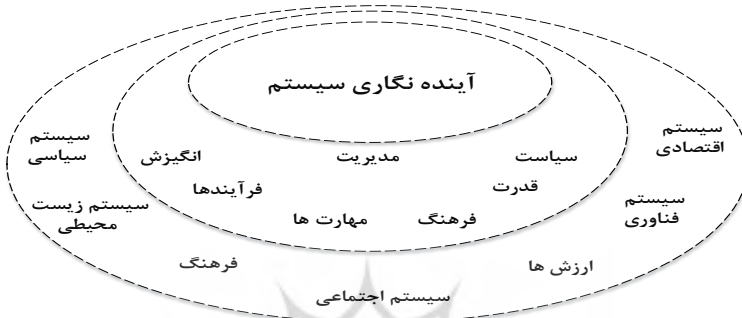 آینده نگاری سیستم
سیستم
اقتصادی
سیاست
مدیریت
انگیزش
سیستم
سیاسی
قدرت
فرآیندها
سیستم
فناوری
فرهنگ
مهارت ها
سیستم زیست
محیطی
ارزش ها
فرهنگ
سیستم اجتماعی